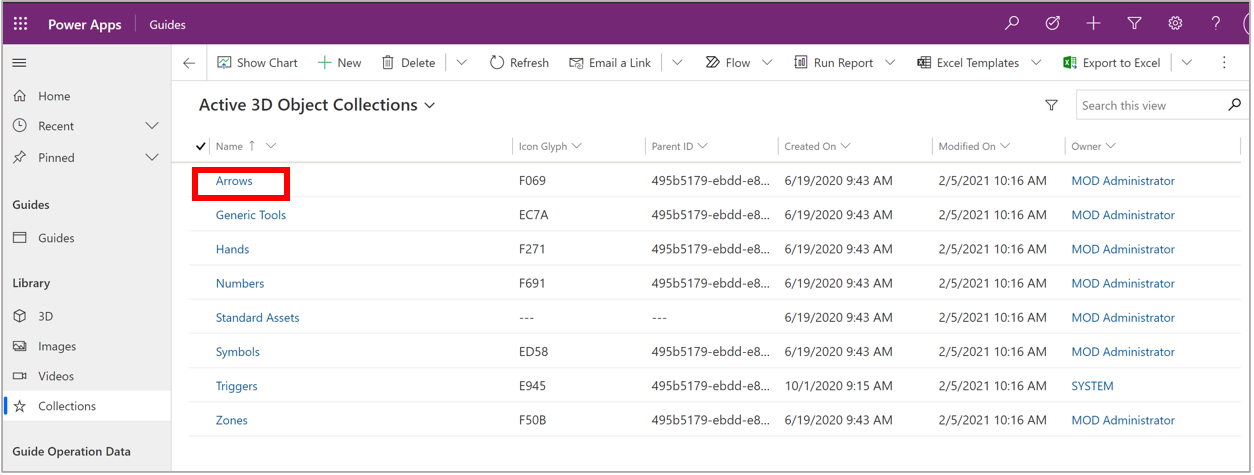 Power Apps Guides
Show Chart New Delete Refresh Email a Link Flow Run Report Excel Templates Export to Excel
Home
Recent
Pinned
Guides
Guides
Library
3D
Images
Videos
Collections
Guide Operation Data
Active 3D Object Collections
Search this view
Name Icon Glyph Parent ID Created On Modified On Owner
Arrows F069 495b5179-ebdd-e8... 6/19/2020 9:43 AM 2/5/2021 10:16 AM MOD Administrator
Generic Tools EC7A 495b5179-ebdd-e8... 6/19/2020 9:43 AM 2/5/2021 10:16 AM MOD Administrator
Hands F271 495b5179-ebdd-e8... 6/19/2020 9:43 AM 2/5/2021 10:16 AM MOD Administrator
Numbers F691 495b5179-ebdd-e8... 6/19/2020 9:43 AM 2/5/2021 10:16 AM MOD Administrator
Standard Assets --- --- 6/19/2020 9:43 AM 2/5/2021 10:16 AM MOD Administrator
Symbols ED58 495b5179-ebdd-e8... 6/19/2020 9:43 AM 2/5/2021 10:16 AM MOD Administrator
Triggers E945 495b5179-ebdd-e8... 10/1/2020 9:15 AM 2/5/2021 10:16 AM SYSTEM
Zones F50B 495b5179-ebdd-e8... 6/19/2020 9:43 AM 2/5/2021 10:16 AM MOD Administrator